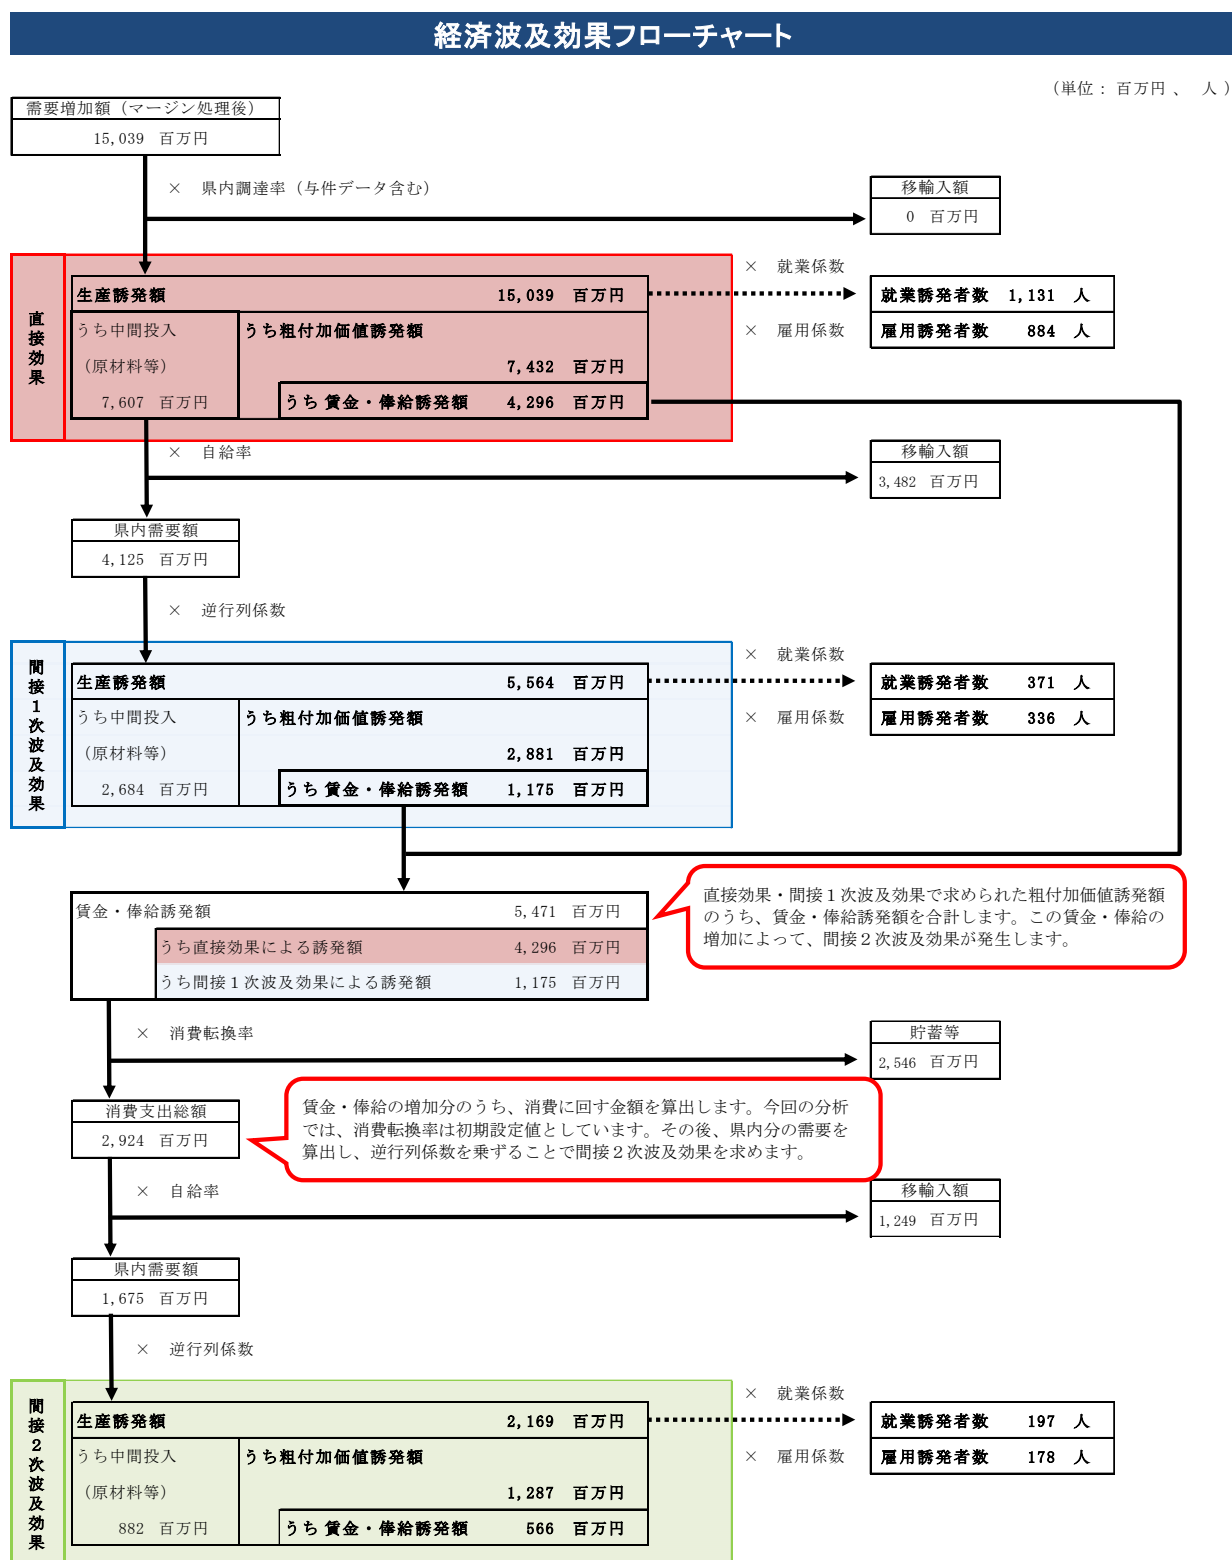 経済波及効果フローチャート
（単位：百万円、 人）
需要増加額（マージン処理後）
15,039 百万円
× 県内調達率（与件データ含む）
移輸入額
0 百万円
直接効果
× 就業係数
生産誘発額 15,039 百万円
就業誘発者数 1,131 人
うち中間投入 うち粗付加価値誘発額
× 雇用係数
雇用誘発者数 884 人
（原材料等） 7,432 百万円
7,607 百万円 うち賃金・俸給誘発額 4,296 百万円
× 自給率
移輸入額
3,482 百万円
県内需要額
4,125 百万円
× 逆行列係数
間接１次波及効果
× 就業係数
生産誘発額 5,564 百万円
就業誘発者数 371 人
うち中間投入 うち粗付加価値誘発額
× 雇用係数
雇用誘発者数 336 人
（原材料等） 2,881 百万円
2,684 百万円 うち賃金・俸給誘発額 1,175 百万円
賃金・俸給誘発額 5,471 百万円
うち直接効果による誘発額 4,296 百万円
うち間接１次波及効果による誘発額 1,175 百万円
直接効果・間接１次波及効果で求められた粗付加価値誘発額
のうち、賃金・俸給誘発額を合計します。この賃金・俸給の
増加によって、間接２次波及効果が発生します。
× 消費転換率
貯蓄等
2,546 百万円
消費支出総額
2,924 百万円
賃金・俸給の増加分のうち、消費に回す金額を算出します。今回の分析
では、消費転換率は初期設定値としています。その後、県内分の需要を
算出し、逆行列係数を乗ずることで間接２次波及効果を求めます。
× 自給率
移輸入額
1,249 百万円
県内需要額
1,675 百万円
× 逆行列係数
間接２次波及効果
× 就業係数
生産誘発額 2,169 百万円
就業誘発者数 197 人
うち中間投入 うち粗付加価値誘発額
× 雇用係数
雇用誘発者数 178 人
（原材料等） 1,287 百万円
882 百万円 うち賃金・俸給誘発額 566 百万円